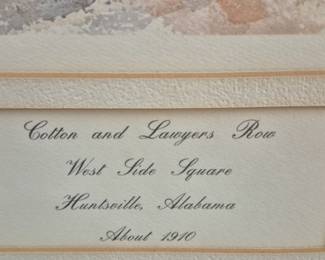 Cotton and Lawyers Row
West Side Square
Huntsville, Alabama
About 1910